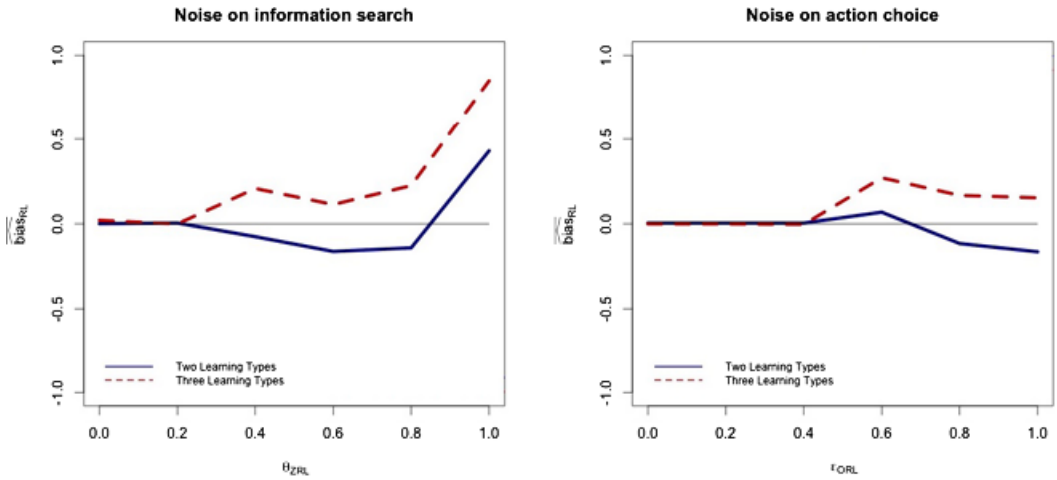 Noise on information search
1.0
0.5
0.0
-0.5
-1.0
bias_RL
Two Learning Types
Three Learning Types
0.0 0.2 0.4 0.6 0.8 1.0
θ_ZRL
Noise on action choice
1.0
0.5
0.0
-0.5
-1.0
bias_RL
Two Learning Types
Three Learning Types
0.0 0.2 0.4 0.6 0.8 1.0